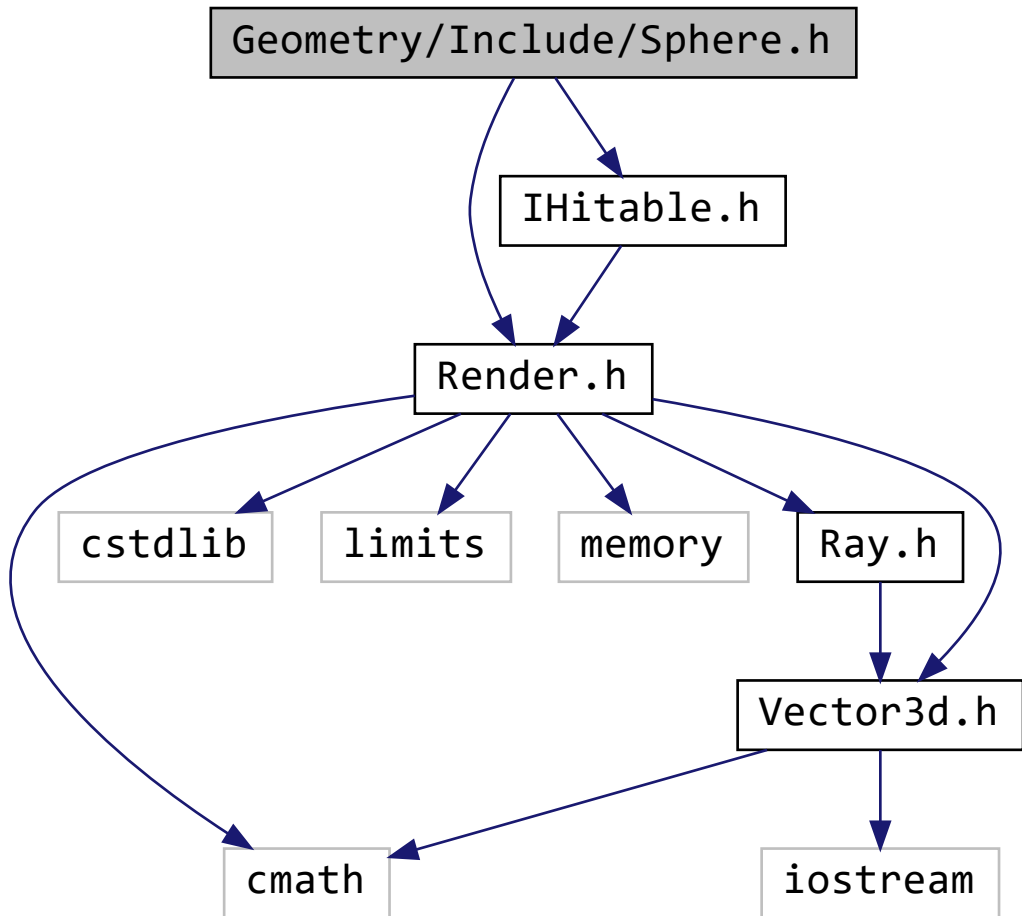 Geometry/Include/Sphere.h
IHitable.h
Render.h
cstdlib
limits
memory
Ray.h
Vector3d.h
cmath
iostream